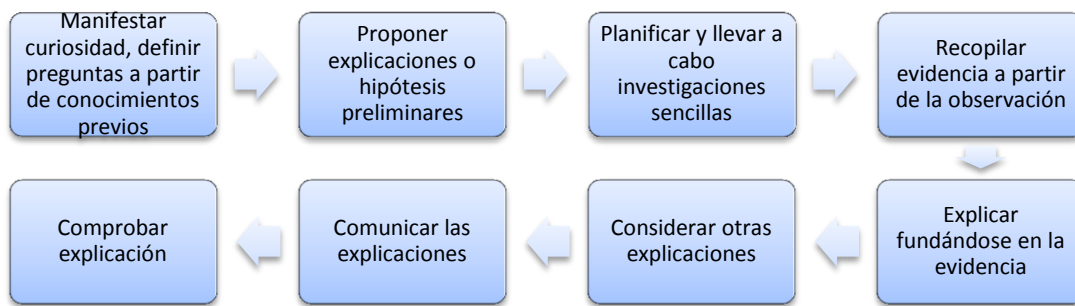 Manifestar
curiosidad, definir
preguntas a partir
de conocimientos
previos
Proponer
explicaciones o
hipótesis
preliminares
Planificar y llevar a
cabo
investigaciones
sencillas
Recopilar
evidencia a partir
de la observación
Explicar
fundándose en la
evidencia
Considerar otras
explicaciones
Comunicar las
explicaciones
Comprobar
explicación